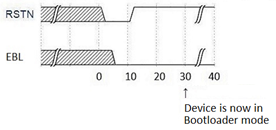 RSTN
EBL
0 10 20 30 40
Device is now in
Bootloader mode